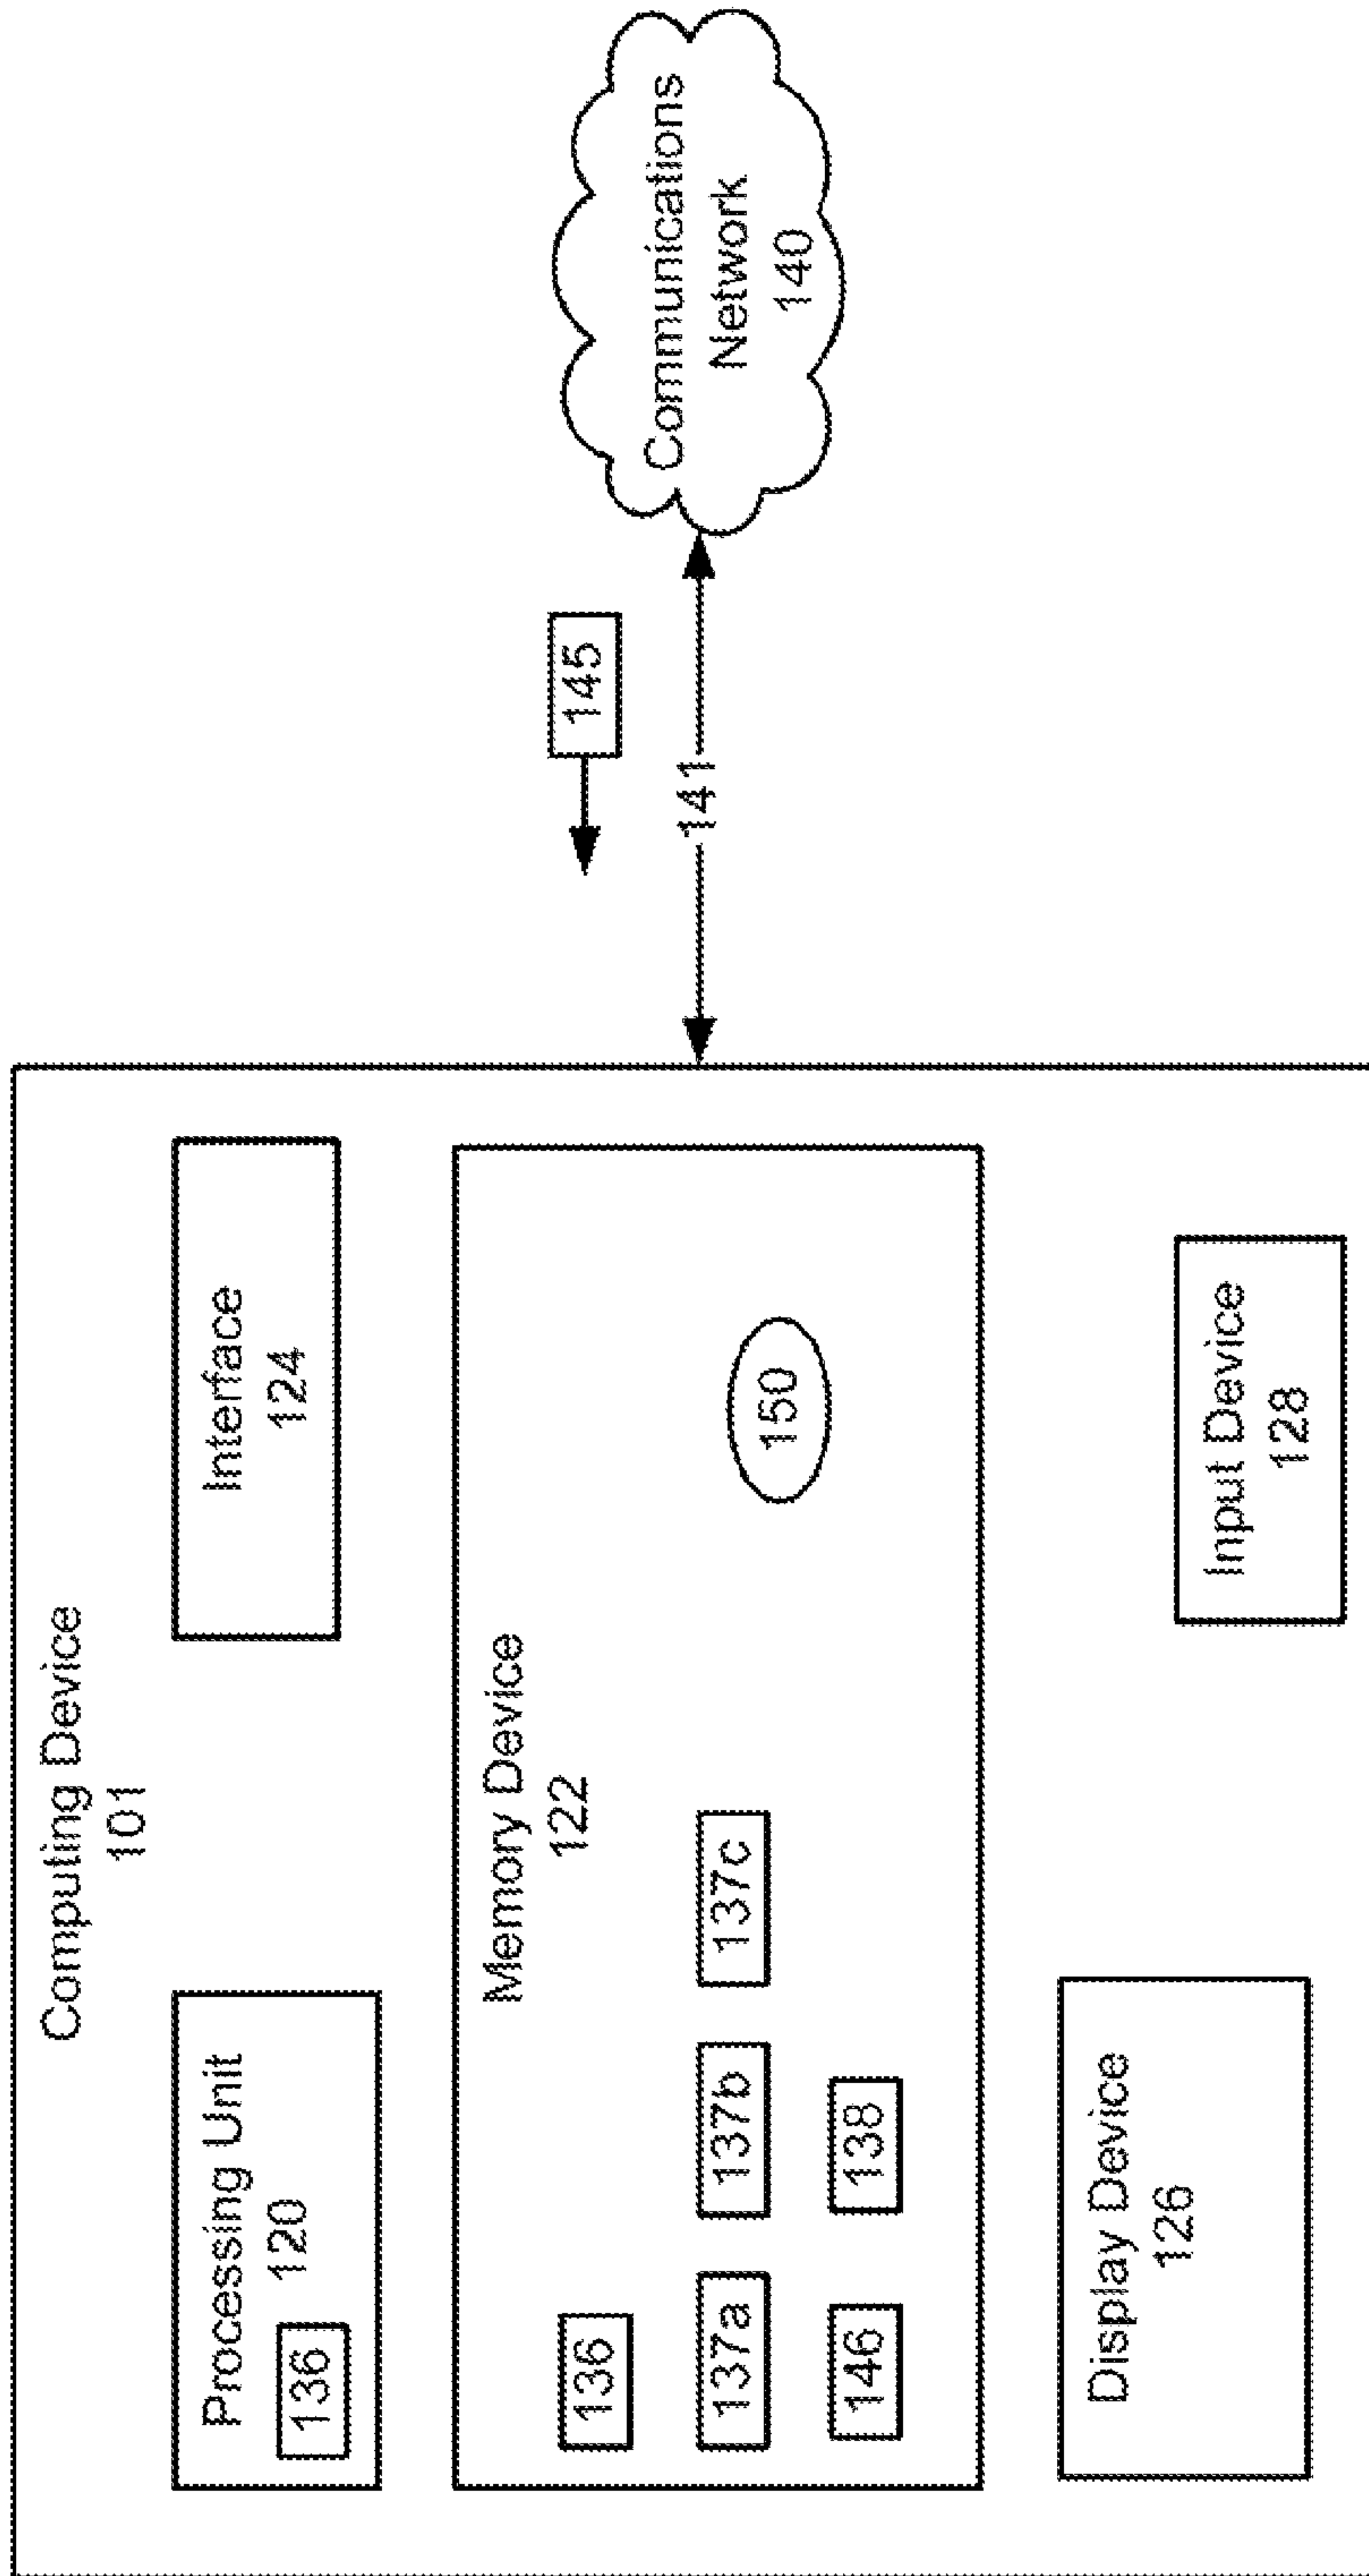 Computing Device
101
Processing Unit
120
136
Interface
124
Memory Device
122
136
137a
137b
137c
146
138
150
Display Device
126
Input Device
128
145
141
Communications
Network
140